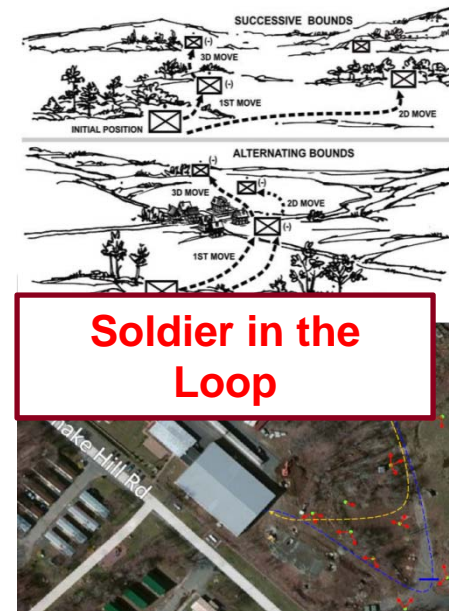 SUCCESSIVE BOUNDS
(-)
3D MOVE
(-)
1ST MOVE
2D MOVE
INITIAL POSITION
ALTERNATING BOUNDS
(-)
3D MOVE
(-)
2D MOVE
(-)
1ST MOVE
Soldier in the
Loop
Hill Rd